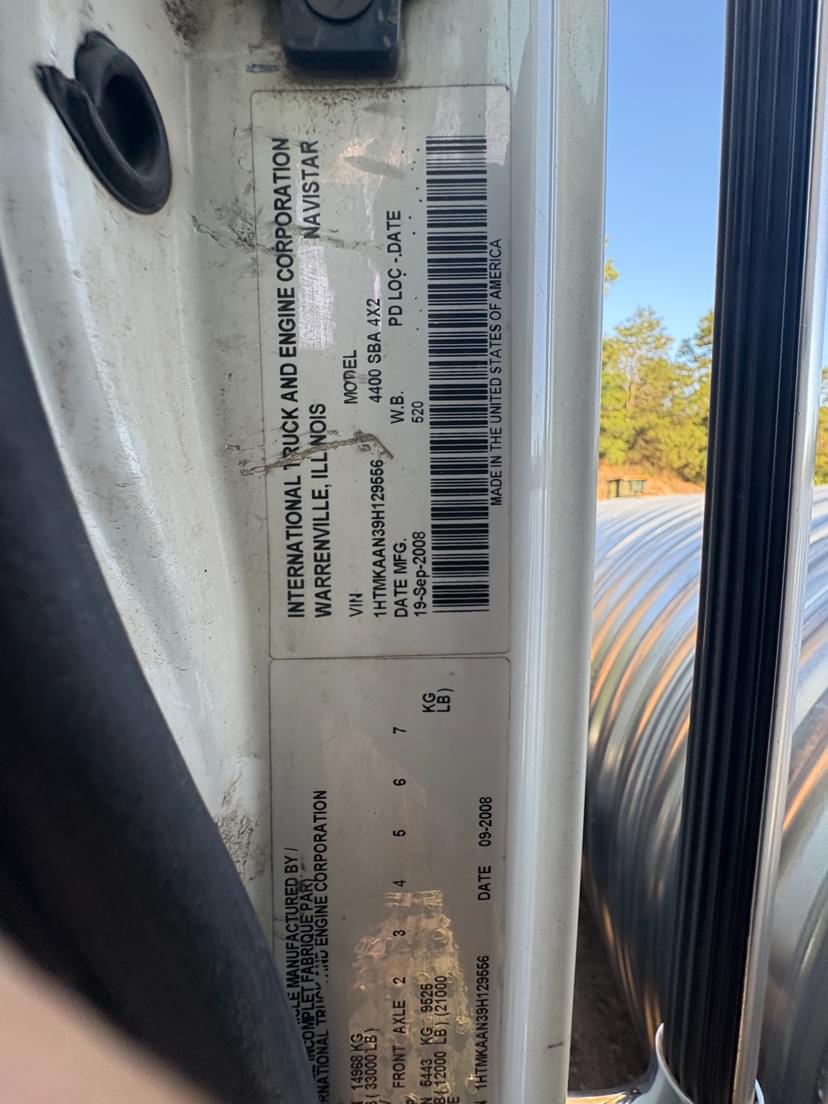 INTERNATIONAL TRUCK AND ENGINE CORPORATION
WARRENVILLE, ILLINOIS NAVISTAR
VIN MODEL
1HTMKAAN39H129556 4400 SBA 4X2
DATE MFG. W.B. PD LOC - DATE
19-Sep-2008 520
MADE IN THE UNITED STATES OF AMERICA
MANUFACTURED BY /
INCOMPLET FABRIQUE PAR
ENGINE CORPORATION
14968 KG
(33000 LB)
FRONT AXLE 2 3 4 5 6 7
5443 KG 9525 KG
(12000 LB) (21000 LB)
1HTMKAAN39H129556 DATE 09-2008